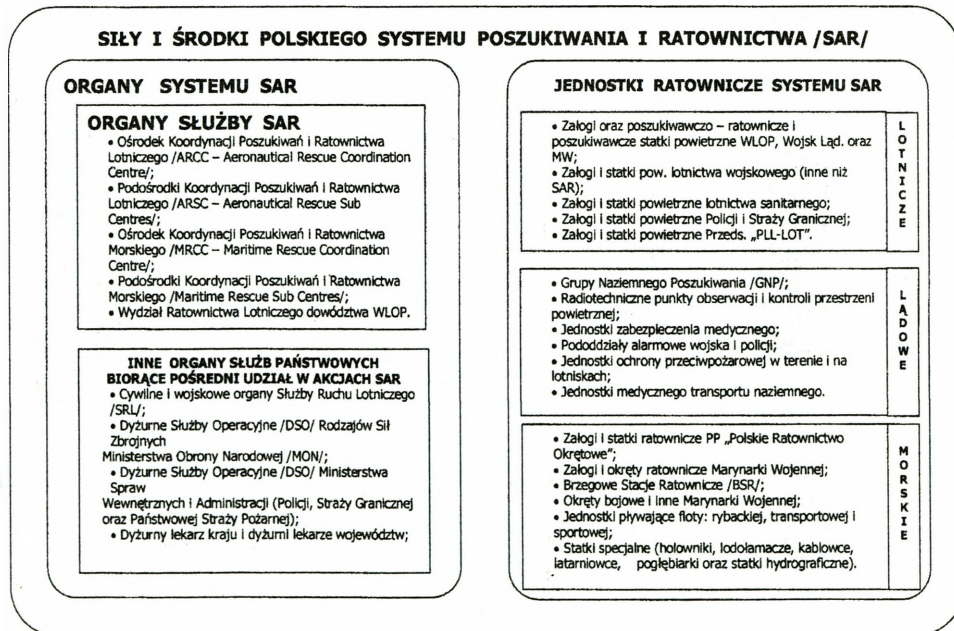 SIŁY I ŚRODKI POLSKIEGO SYSTEMU POSZUKIWANIA I RATOWNICTWA /SAR/
ORGANY SYSTEMU SAR
ORGANY SŁUŻBY SAR
• Ośrodek Koordynacji Poszukiwań i Ratownictwa
Lotniczego /ARCC – Aeronautical Rescue Coordination
Centre/;
• Podośrodki Koordynacji Poszukiwań i Ratownictwa
Lotniczego /ARSC – Aeronautical Rescue Sub
Centres/;
• Ośrodek Koordynacji Poszukiwań i Ratownictwa
Morskiego /MRCC – Maritime Rescue Coordination
Centre/;
• Podośrodki Koordynacji Poszukiwań i Ratownictwa
Morskiego /Maritime Rescue Sub Centres/;
• Wydział Ratownictwa Lotniczego dowództwa WLOP.
INNE ORGANY SŁUŻB PAŃSTWOWYCH
BIORĄCE POŚREDNI UDZIAŁ W AKCJACH SAR
• Cywilne i wojskowe organy Służby Ruchu Lotniczego
/SRL/;
• Dyżurne Służby Operacyjne /DSO/ Rodzajów Sił
Zbrojnych
Ministerstwa Obrony Narodowej /MON/;
• Dyżurne Służby Operacyjne /DSO/ Ministerstwa
Spraw
Wewnętrznych i Administracji (Policji, Straży Granicznej
oraz Państwowej Straży Pożarnej);
• Dyżurny lekarz kraju i dyżurni lekarze województw;
JEDNOSTKI RATOWNICZE SYSTEMU SAR
• Załogi oraz poszukiwawczo – ratownicze i
poszukiwawcze statki powietrzne WLOP, Wojsk Ląd. oraz
MW;
• Załogi i statki pow. lotnictwa wojskowego (inne niż
SAR);
• Załogi i statki powietrzne lotnictwa sanitarnego;
• Załogi i statki powietrzne Policji i Straży Granicznej;
• Załogi i statki powietrzne Przeds. „PLL-LOT”.
LOTNICZE
• Grupy Naziemnego Poszukiwania /GNP/;
• Radiotechniczne punkty obserwacji i kontroli przestrzeni
powietrznej;
• Jednostki zabezpieczenia medycznego;
• Pododdziały alarmowe wojska i policji;
• Jednostki ochrony przeciwpożarowej w terenie i na
lotniskach;
• Jednostki medycznego transportu naziemnego.
LĄDOWE
• Załogi i statki ratownicze PP „Polskie Ratownictwo
Okrętowe”;
• Załogi i okręty ratownicze Marynarki Wojennej;
• Brzegowe Stacje Ratownicze /BSR/;
• Okręty bojowe i inne Marynarki Wojennej;
• Jednostki pływające floty: rybackiej, transportowej i
sportowej;
• Statki specjalne (holowniki, lodołamacze, kablowce,
latarniowce, pogłębiarki oraz statki hydrograficzne).
MORSKIE